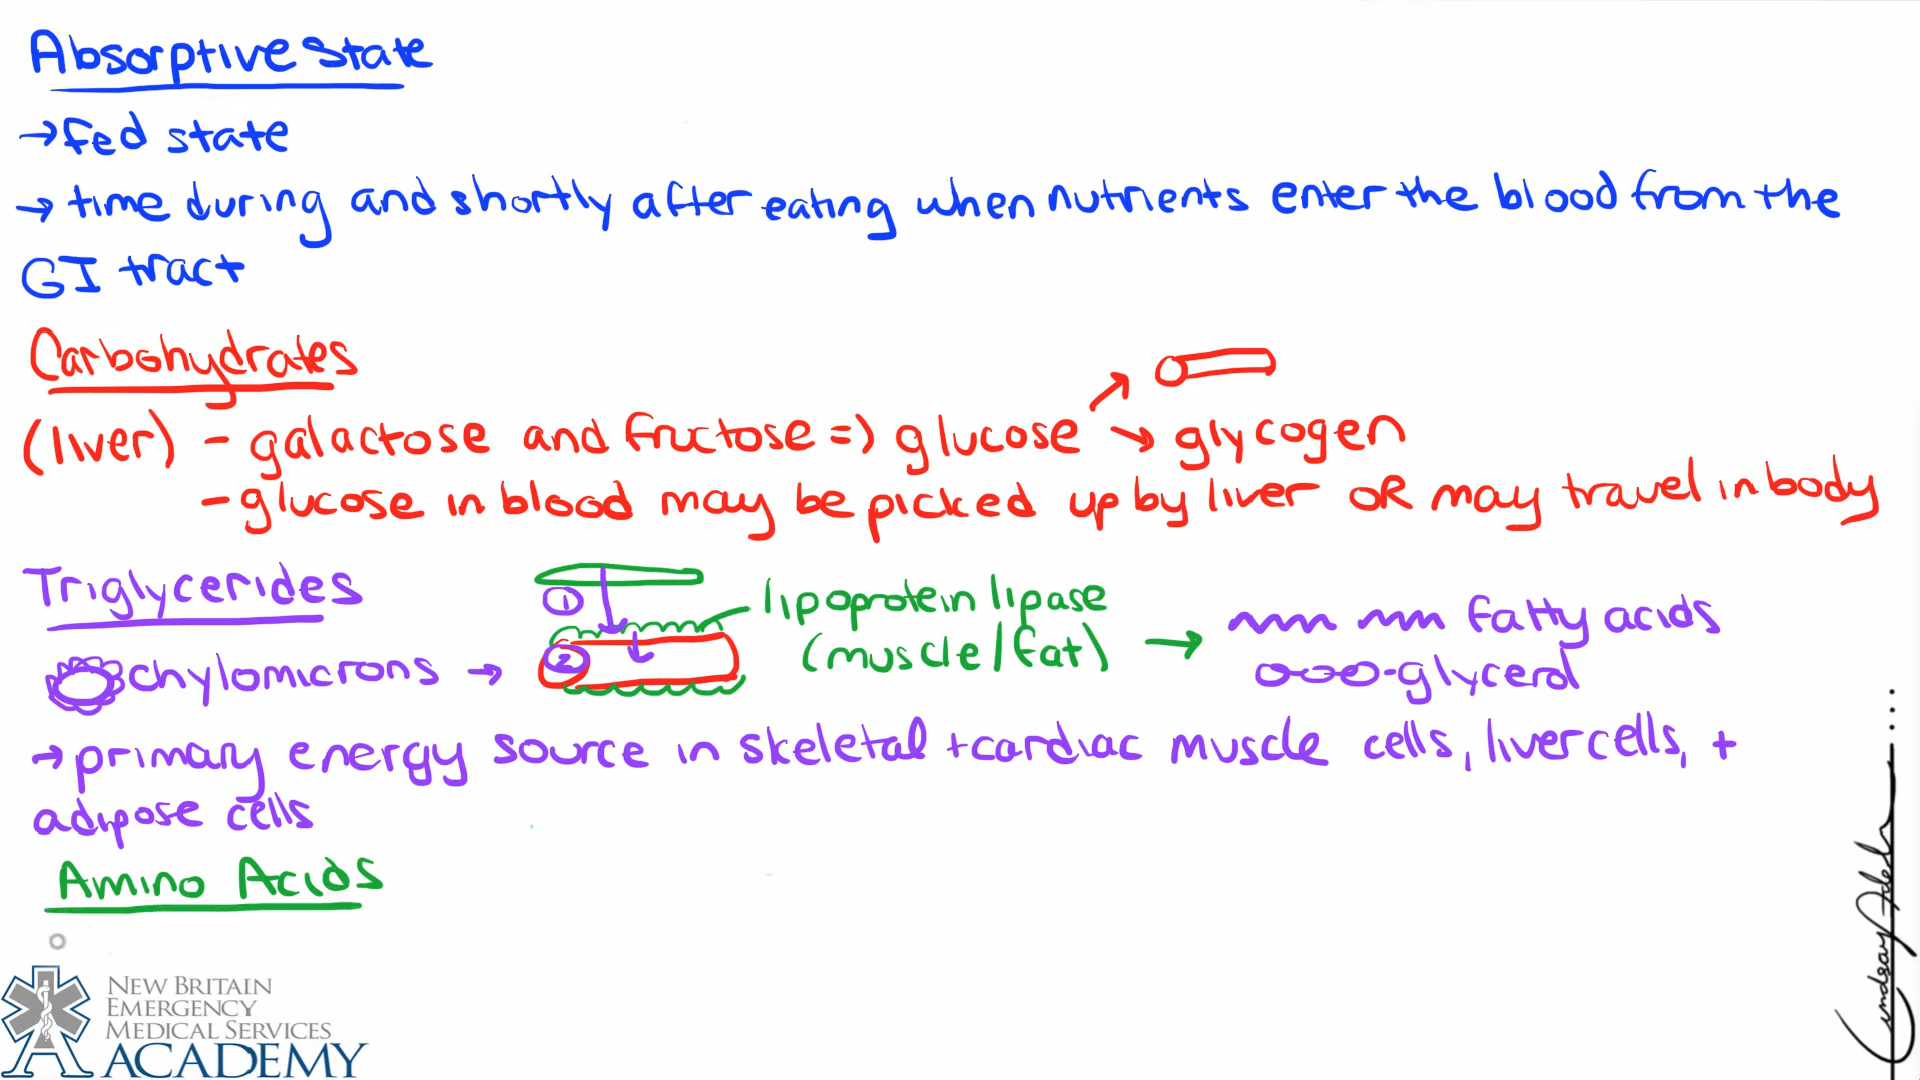 Absorptive State
→ fed state
→ time during and shortly after eating when nutrients enter the blood from the
GI tract
Carbohydrates
(liver) - galactose and fructose => glucose → glycogen
- glucose in blood may be picked up by liver OR may travel in body
Triglycerides
① lipoprotein lipase
(muscle/fat) → fatty acids
② chylomicrons → -glycerol
→ primary energy source in skeletal + cardiac muscle cells, liver cells, +
adipose cells
Amino Acids
NEW BRITAIN
EMERGENCY
MEDICAL SERVICES
ACADEMY
Lindsay